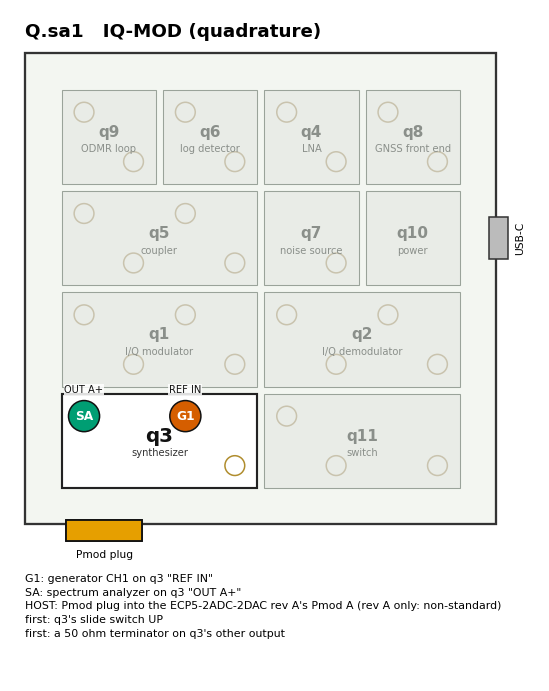 Q.sa1 IQ-MOD (quadrature)
q9
ODMR loop
q6
log detector
q4
LNA
q8
GNSS front end
q5
coupler
q7
noise source
q10
power
USB-C
q1
I/Q modulator
q2
I/Q demodulator
OUT A+
REF IN
SA
G1
q3
synthesizer
q11
switch
Pmod plug
G1: generator CH1 on q3 "REF IN"
SA: spectrum analyzer on q3 "OUT A+"
HOST: Pmod plug into the ECP5-2ADC-2DAC rev A's Pmod A (rev A only: non-standard)
first: q3's slide switch UP
first: a 50 ohm terminator on q3's other output